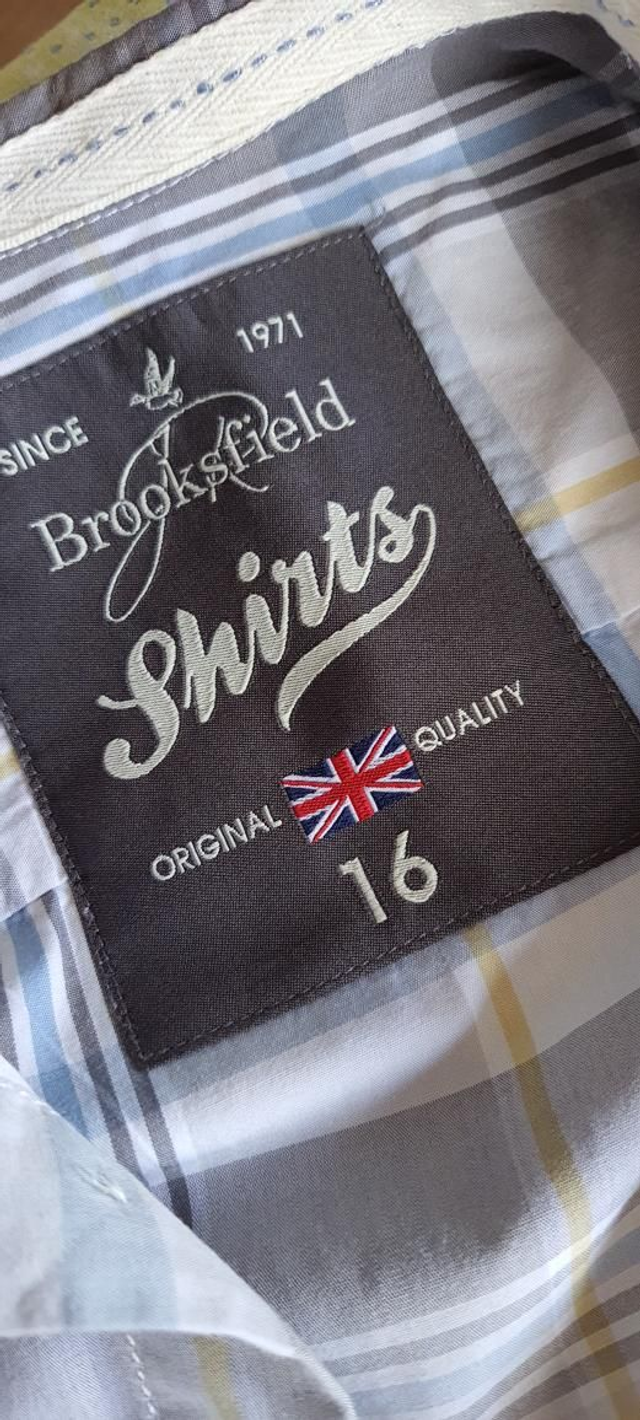 SINCE 1971
Brooksfield
Shirts
ORIGINAL QUALITY
16